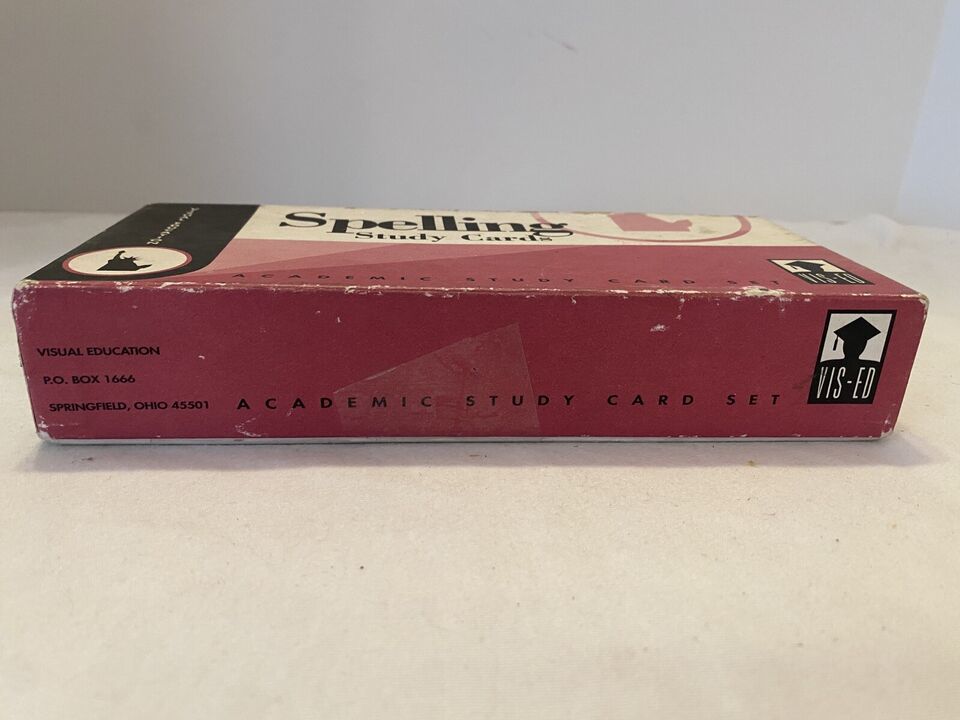 Spelling
Study Cards
ACADEMIC STUDY CARD SET
VIS-ED
VISUAL EDUCATION
P.O. BOX 1666
SPRINGFIELD, OHIO 45501
ACADEMIC STUDY CARD SET
VIS-ED